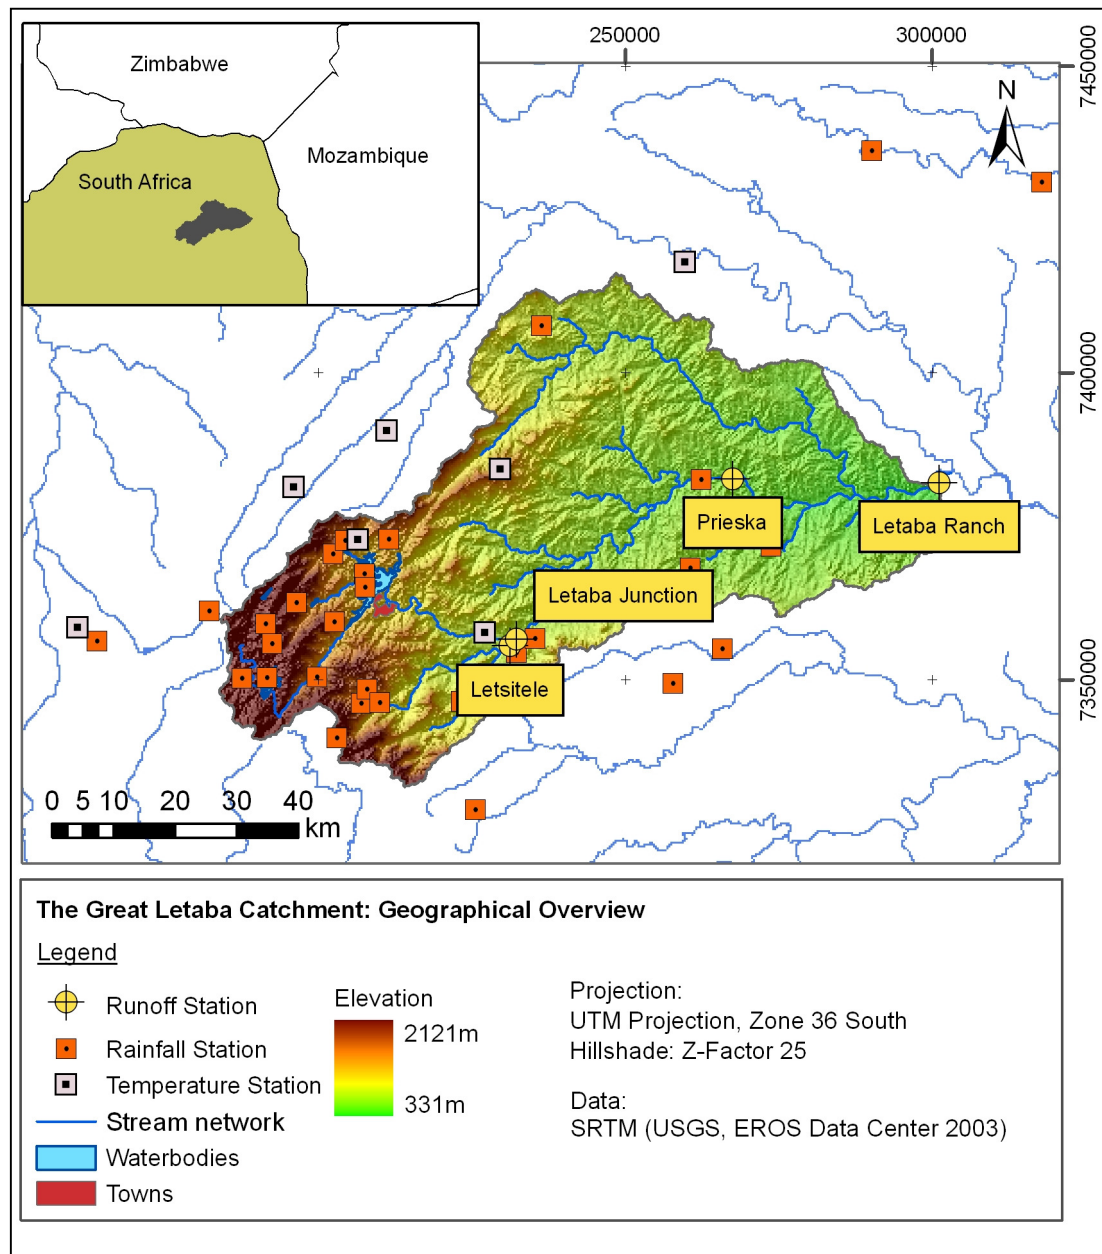 250000
300000
7450000
7400000
7350000
N
Zimbabwe
Mozambique
South Africa
Prieska
Letaba Ranch
Letaba Junction
Letsitele
0 5 10 20 30 40
km
The Great Letaba Catchment: Geographical Overview
Legend
Runoff Station
Rainfall Station
Temperature Station
Stream network
Waterbodies
Towns
Elevation
2121m
331m
Projection:
UTM Projection, Zone 36 South
Hillshade: Z-Factor 25
Data:
SRTM (USGS, EROS Data Center 2003)